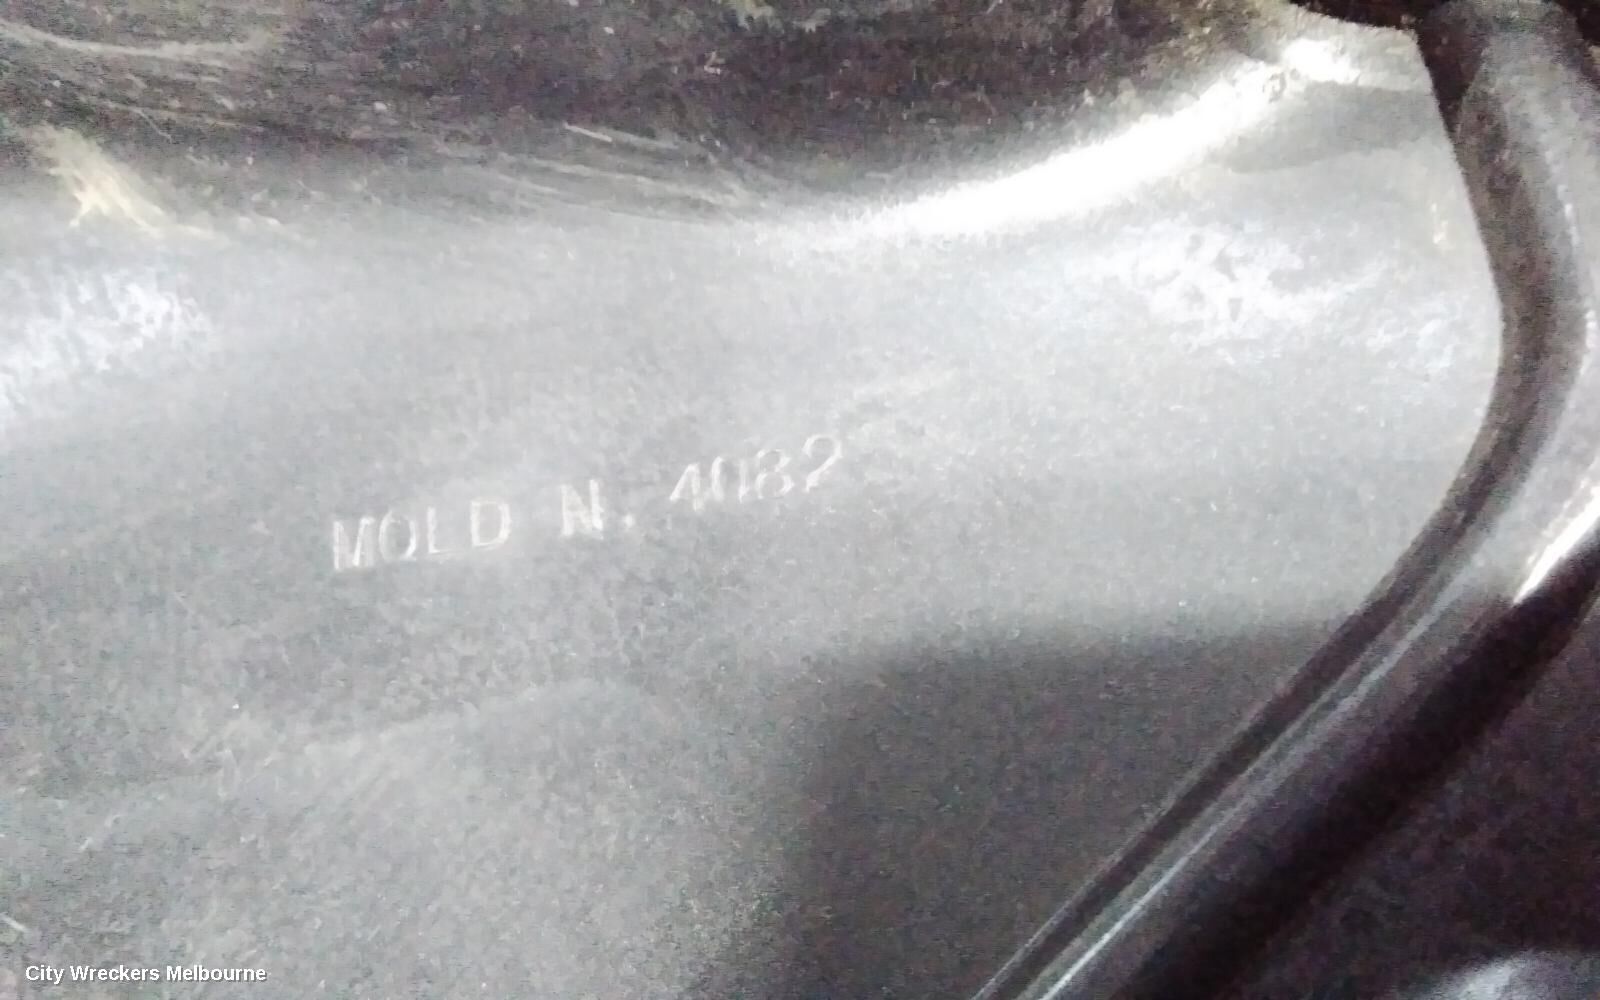 MOLD N. 4082
City Wreckers Melbourne